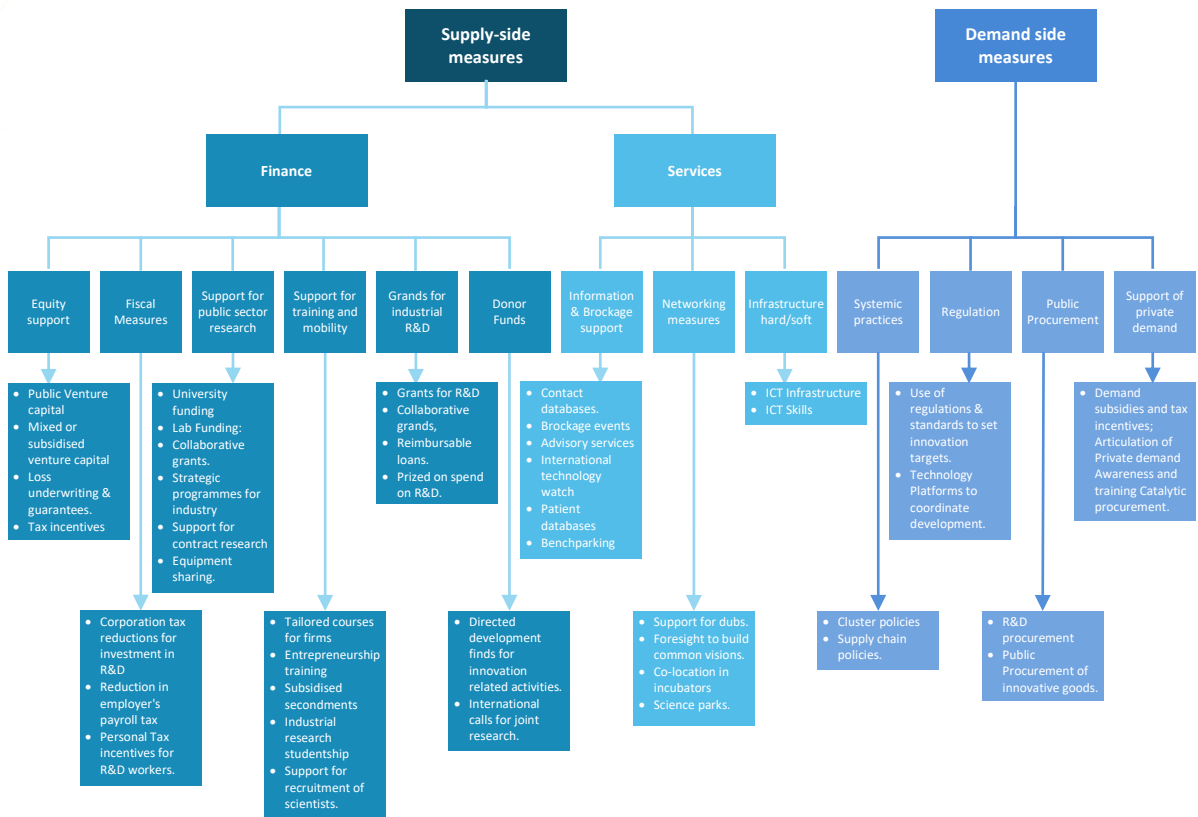 Supply-side
measures
Demand side
measures
Finance
Services
Equity
support
Fiscal
Measures
Support for
public sector
research
Support for
training and
mobility
Grands for
industrial
R&D
Donor
Funds
Information
& Brockage
support
Networking
measures
Infrastructure
hard/soft
Systemic
practices
Regulation
Public
Procurement
Support of
private
demand
• Public Venture
capital
• Mixed or
subsidised
venture capital
• Loss
underwriting &
guarantees.
• Tax incentives
• University
funding
• Lab Funding:
• Collaborative
grants.
• Strategic
programmes for
industry
• Support for
contract research
• Equipment
sharing.
• Grants for R&D
• Collaborative
grands,
• Reimbursable
loans.
• Prized on spend
on R&D.
• Contact
databases.
• Brockage events
• Advisory services
• International
technology
watch
• Patient
databases
• Benchparking
• ICT Infrastructure
• ICT Skills
• Use of
regulations &
standards to set
innovation
targets.
• Technology
Platforms to
coordinate
development.
• Demand
subsidies and tax
incentives;
Articulation of
Private demand
Awareness and
training Catalytic
procurement.
• Corporation tax
reductions for
investment in
R&D
• Reduction in
employer's
payroll tax
• Personal Tax
incentives for
R&D workers.
• Tailored courses
for firms
• Entrepreneurship
training
• Subsidised
secondments
• Industrial
research
studentship
• Support for
recruitment of
scientists.
• Directed
development
finds for
innovation
related activities.
• International
calls for joint
research.
• Support for dubs.
• Foresight to build
common visions.
• Co-location in
incubators
• Science parks.
• Cluster policies
• Supply chain
policies.
• R&D
procurement
• Public
Procurement of
innovative goods.